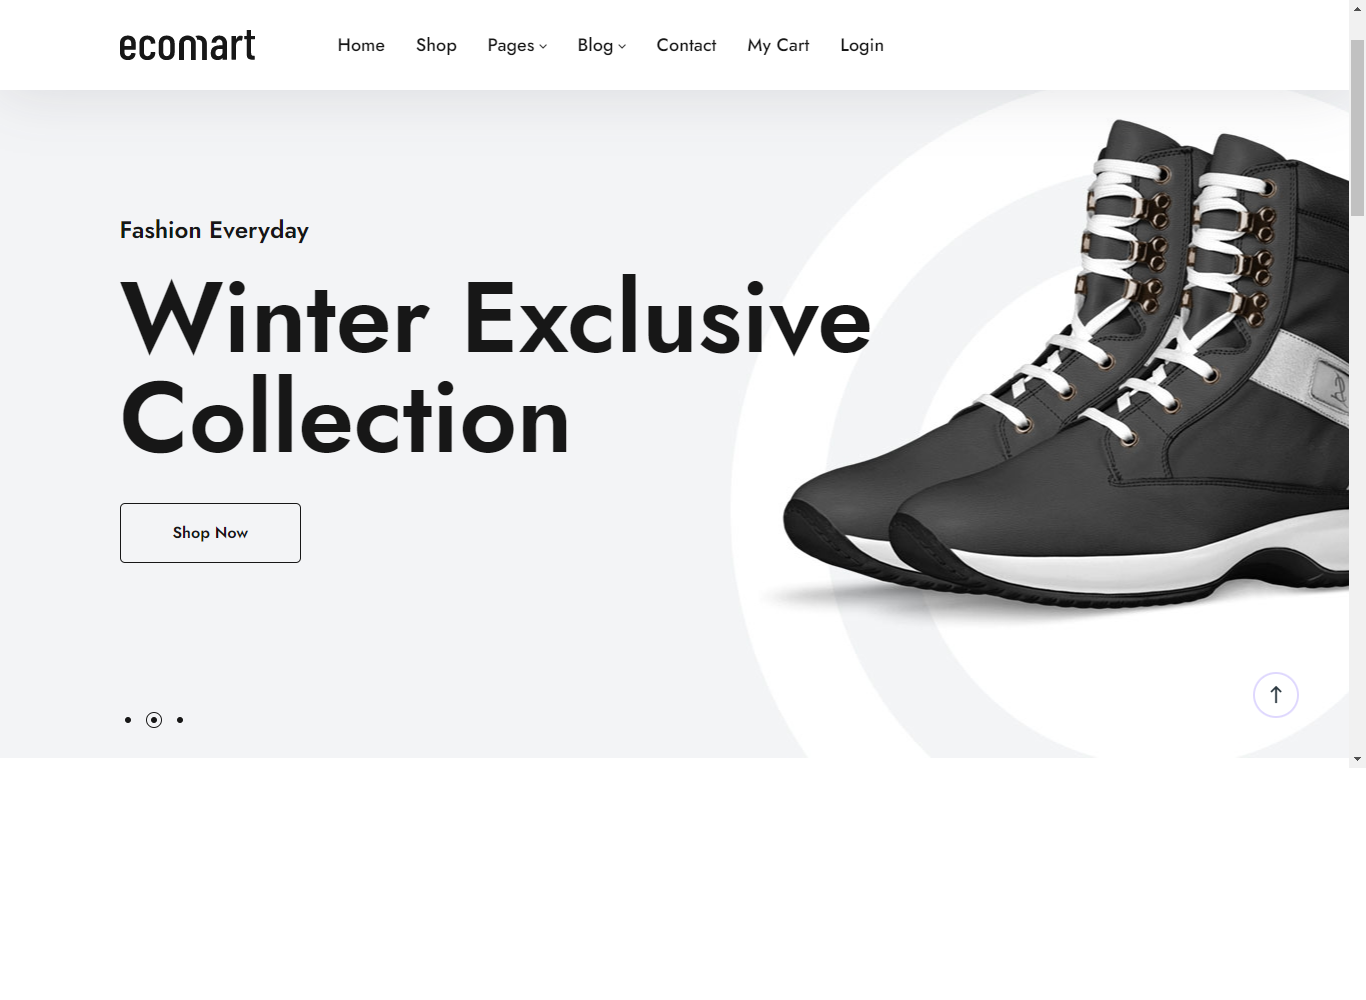 ecomart
Home Shop Pages Blog Contact My Cart Login
Fashion Everyday
Winter Exclusive
Collection
Shop Now